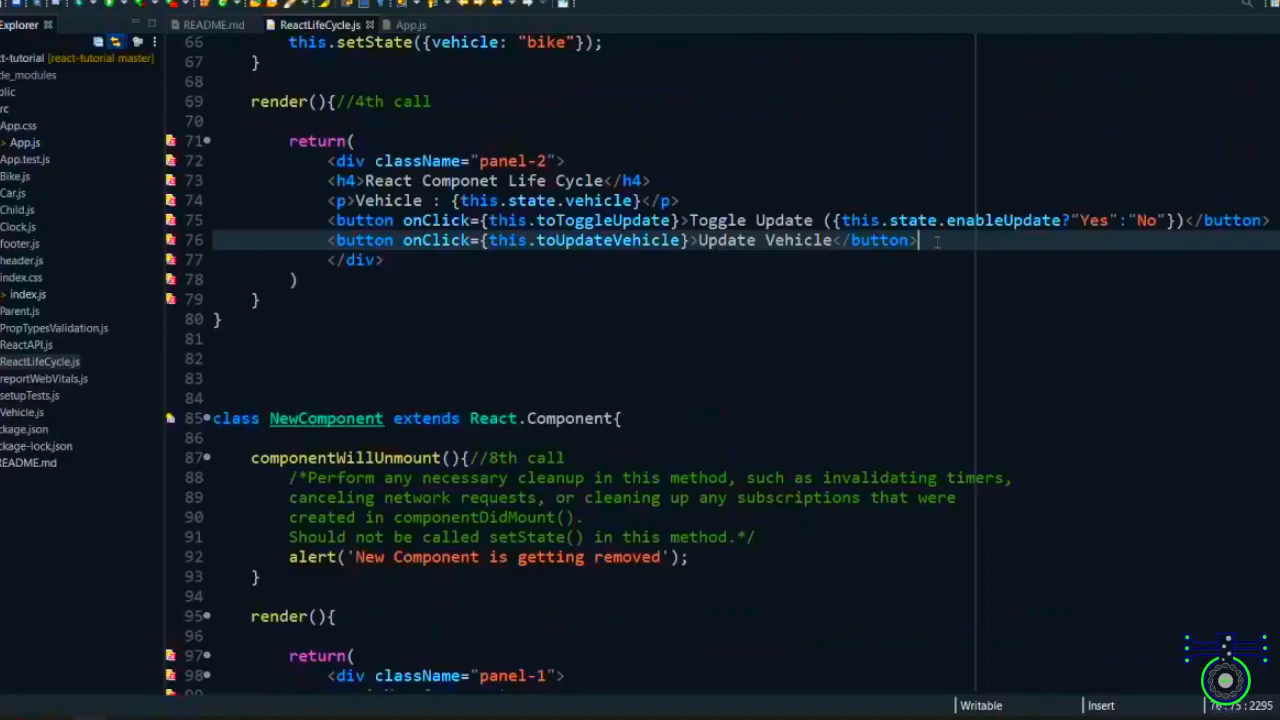 Explorer
README.md
ReactLifeCycle.js
App.js
ct-tutorial [react-tutorial master]
de_modules
blic
rc
App.css
App.js
App.test.js
Bike.js
Car.js
Child.js
Clock.js
footer.js
header.js
index.css
index.js
Parent.js
PropTypesValidation.js
ReactAPI.js
ReactLifeCycle.js
reportWebVitals.js
setupTests.js
Vehicle.js
ckage.json
ckage-lock.json
README.md
66 this.setState({vehicle: "bike"});
67 }
68
69 render(){//4th call
70
71 return(
72 <div className="panel-2">
73 <h4>React Componet Life Cycle</h4>
74 <p>Vehicle : {this.state.vehicle}</p>
75 <button onClick={this.toToggleUpdate}>Toggle Update ({this.state.enableUpdate?"Yes":"No"})</button>
76 <button onClick={this.toUpdateVehicle}>Update Vehicle</button>
77 </div>
78 )
79 }
80 }
81
82
83
84
85 class NewComponent extends React.Component{
86
87 componentWillUnmount(){//8th call
88 /*Perform any necessary cleanup in this method, such as invalidating timers,
89 canceling network requests, or cleaning up any subscriptions that were
90 created in componentDidMount().
91 Should not be called setState() in this method.*/
92 alert('New Component is getting removed');
93 }
94
95 render(){
96
97 return(
98 <div className="panel-1">
Writable
Insert
: 75 : 2295